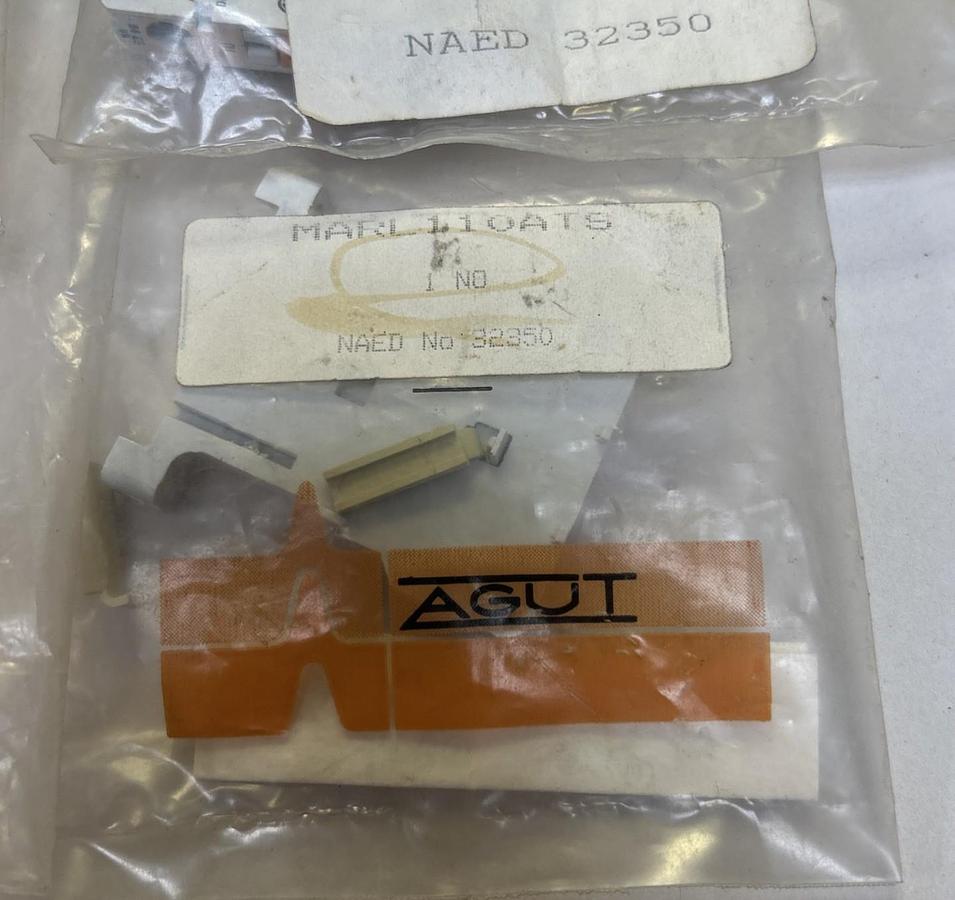 NAED 32350
MARL110ATS
1 NO
NAED No 32350
AGUT